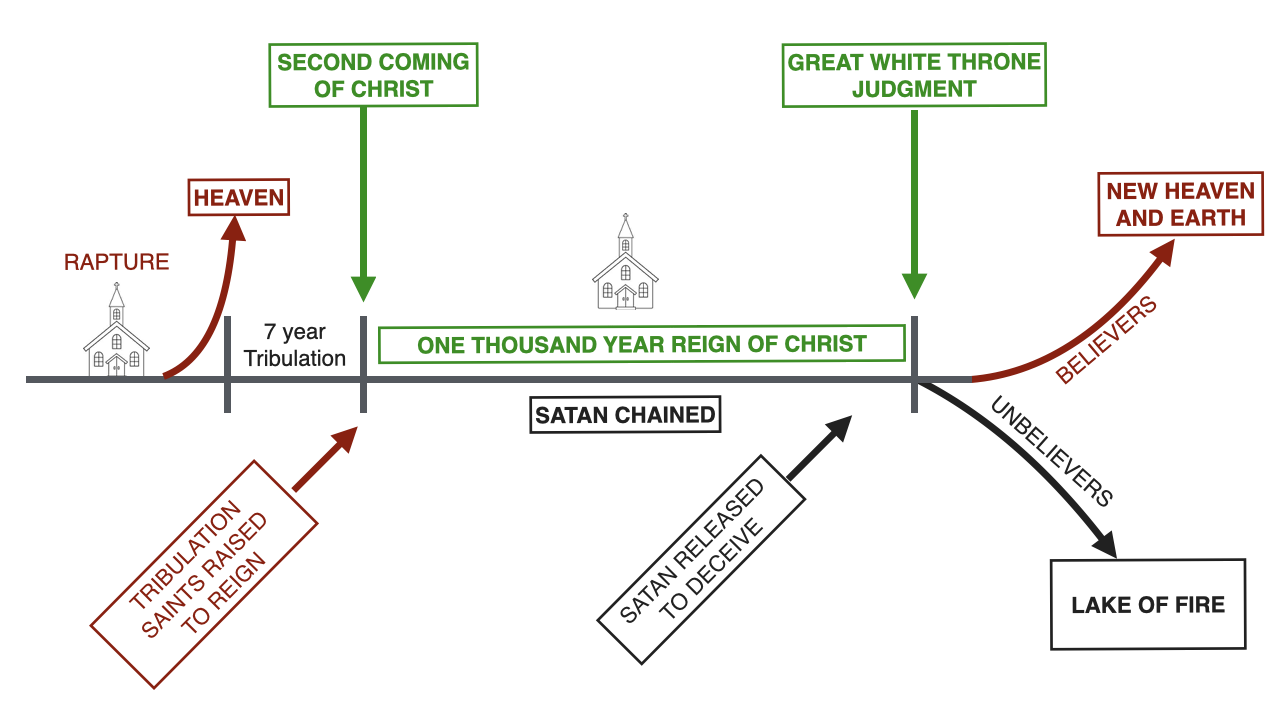 SECOND COMING
OF CHRIST
GREAT WHITE THRONE
JUDGMENT
HEAVEN
NEW HEAVEN
AND EARTH
RAPTURE
7 year
Tribulation
ONE THOUSAND YEAR REIGN OF CHRIST
BELIEVERS
SATAN CHAINED
UNBELIEVERS
TRIBULATION
SAINTS RAISED
TO REIGN
SATAN RELEASED
TO DECEIVE
LAKE OF FIRE